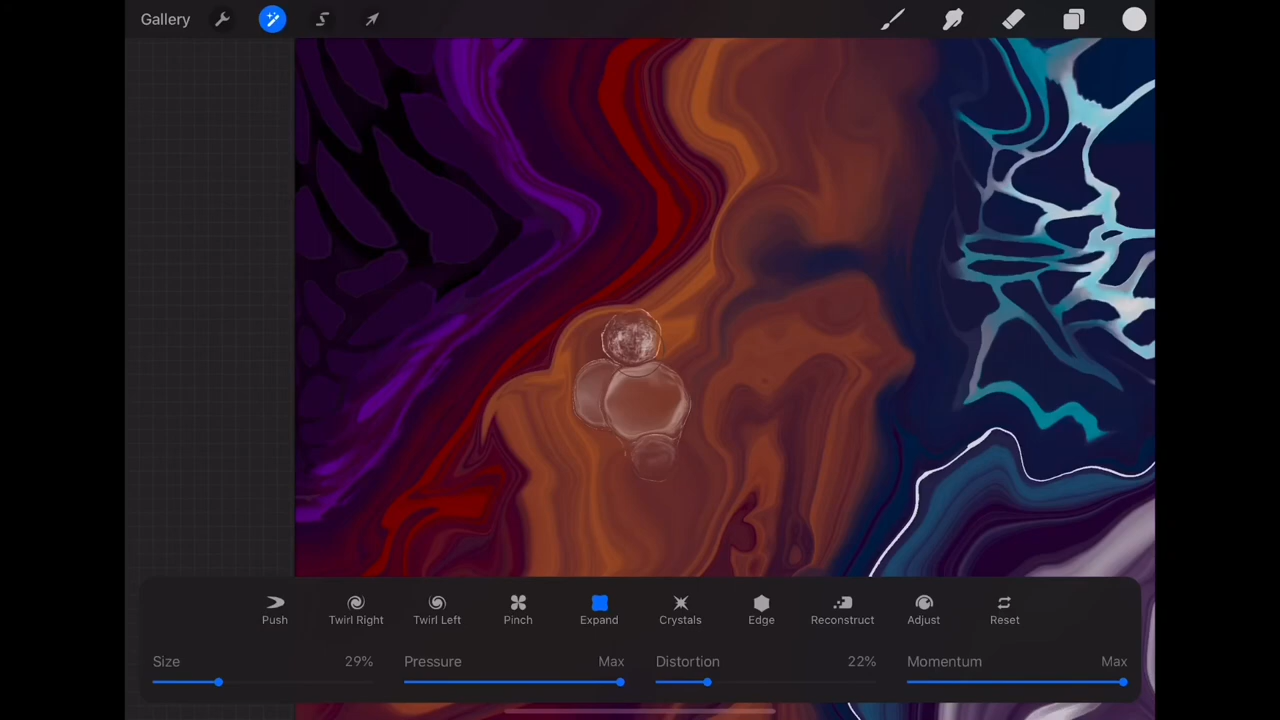 Gallery
Push Twirl Right Twirl Left Pinch Expand Crystals Edge Reconstruct Adjust Reset
Size 29% Pressure Max Distortion 22% Momentum Max